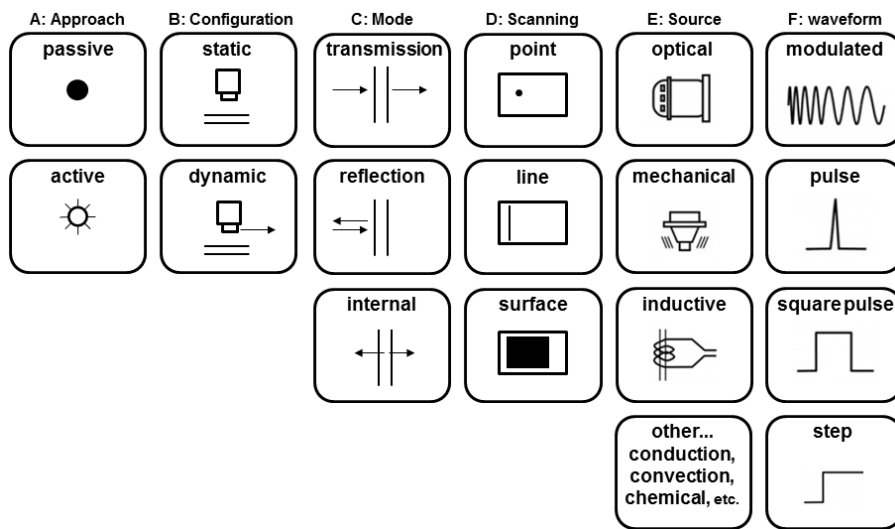 A: Approach B: Configuration C: Mode D: Scanning E: Source F: waveform
passive static transmission point optical modulated
active dynamic reflection line mechanical pulse
internal surface inductive square pulse
other... step
conduction,
convection,
chemical, etc.